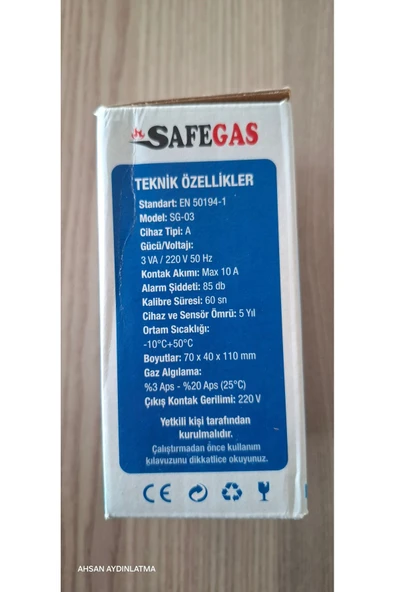 SAFEGAS
TEKNİK ÖZELLİKLER
Standart: EN 50194-1
Model: SG-03
Cihaz Tipi: A
Gücü/Voltajı:
3 VA / 220 V 50 Hz
Kontak Akımı: Max 10 A
Alarm Şiddeti: 85 db
Kalibre Süresi: 60 sn
Cihaz ve Sensör Ömrü: 5 Yıl
Ortam Sıcaklığı:
-10°C+50°C
Boyutlar: 70 x 40 x 110 mm
Gaz Algılama:
%3 Aps - %20 Aps (25°C)
Çıkış Kontak Gerilimi: 220 V
Yetkili kişi tarafından
kurulmalıdır.
Çalıştırmadan önce kullanım
kılavuzunu dikkatlice okuyunuz.
CE
AHSAN AYDINLATMA